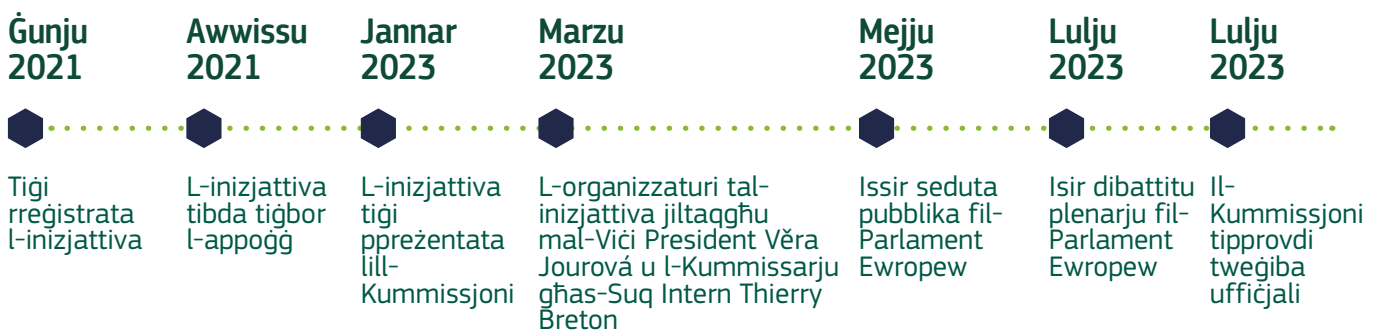 Ġunju
2021
Awwissu
2021
Jannar
2023
Marzu
2023
Mejju
2023
Lulju
2023
Lulju
2023
Tiġi
rreġistrata
l-inizjattiva
L-inizjattiva
tibda tiġbor
l-appoġġ
L-inizjattiva
tiġi
ppreżentata
lill-
Kummissjoni
L-organizzaturi tal-
inizjattiva jiltaqgħu
mal-Viċi President Věra
Jourová u l-Kummissarju
għas-Suq Intern Thierry
Breton
Issir seduta
pubblika fil-
Parlament
Ewropew
Isir dibattitu
plenarju fil-
Parlament
Ewropew
Il-
Kummissjoni
tipprovdi
tweġiba
uffiċjali